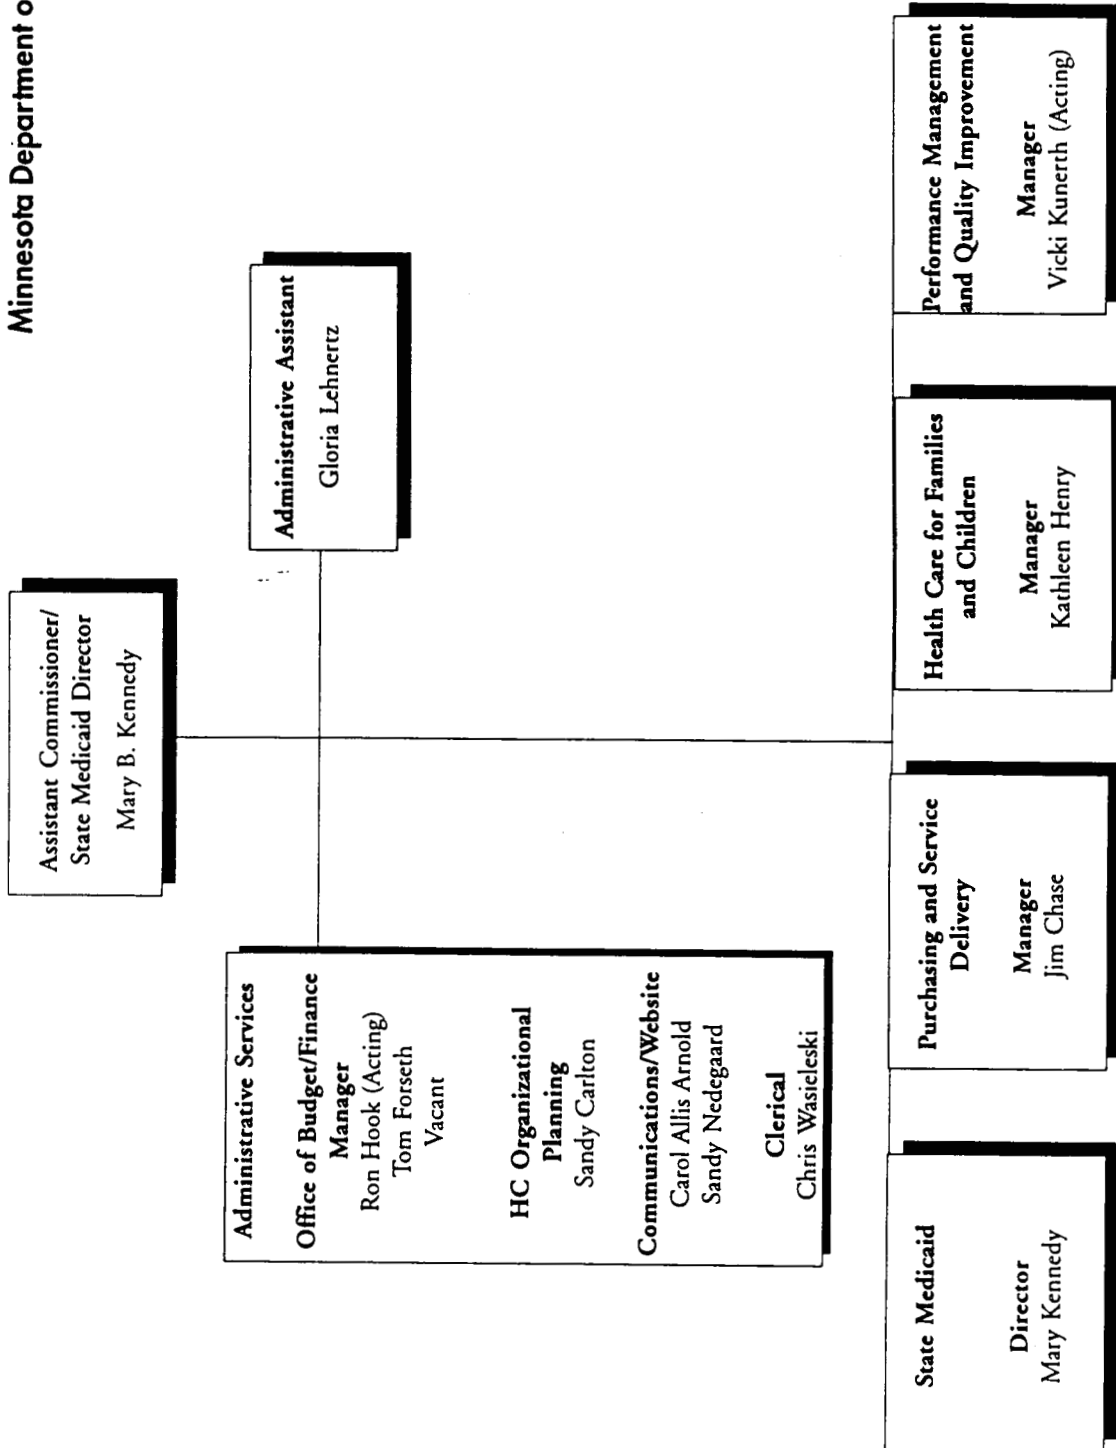 Minnesota Department o
Assistant Commissioner/
State Medicaid Director
Mary B. Kennedy
Administrative Services
Office of Budget/Finance
Manager
Ron Hook (Acting)
Tom Forseth
Vacant
HC Organizational
Planning
Sandy Carlton
Communications/Website
Carol Allis Arnold
Sandy Nedegaard
Clerical
Chris Wasieleski
Administrative Assistant
Gloria Lehnertz
State Medicaid
Director
Mary Kennedy
Purchasing and Service
Delivery
Manager
Jim Chase
Health Care for Families
and Children
Manager
Kathleen Henry
Performance Management
and Quality Improvement
Manager
Vicki Kunerth (Acting)